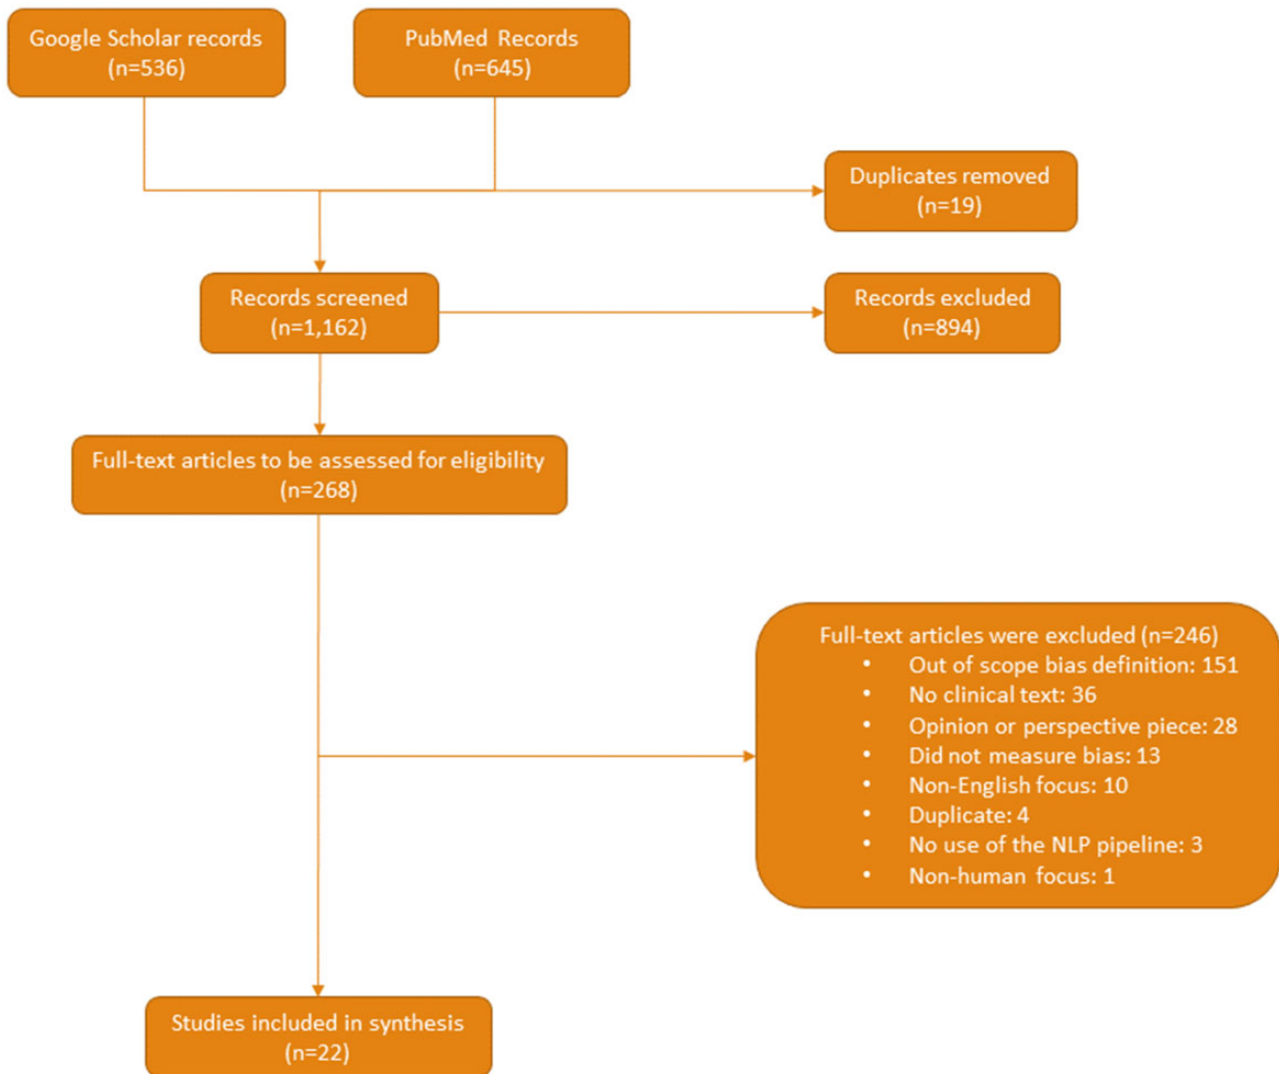 Google Scholar records
(n=536)
PubMed Records
(n=645)
Duplicates removed
(n=19)
Records screened
(n=1,162)
Records excluded
(n=894)
Full-text articles to be assessed for eligibility
(n=268)
Full-text articles were excluded (n=246)
• Out of scope bias definition: 151
• No clinical text: 36
• Opinion or perspective piece: 28
• Did not measure bias: 13
• Non-English focus: 10
• Duplicate: 4
• No use of the NLP pipeline: 3
• Non-human focus: 1
Studies included in synthesis
(n=22)